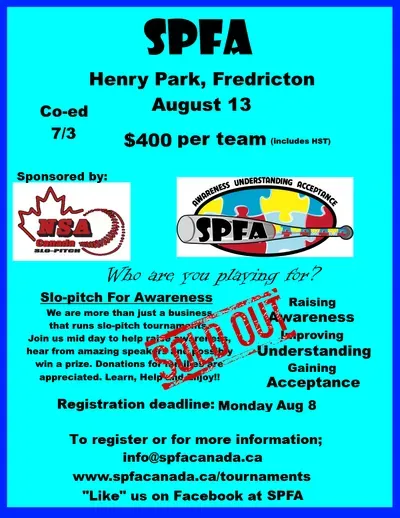 SPFA
Henry Park, Fredricton
August 13
Co-ed
7/3
$400 per team (includes HST)
Sponsored by:
NSA
Canada
SLO-PITCH
AWARENESS UNDERSTANDING ACCEPTANCE
SPFA
Who are you playing for?
Slo-pitch For Awareness
We are more than just a business
that runs slo-pitch tournaments.
Join us mid day to help raise awareness,
hear from amazing speakers and possibly
win a prize. Donations for families are
appreciated. Learn, Help and Enjoy!!
SOLD OUT
Raising
Awareness
Improving
Understanding
Gaining
Acceptance
Registration deadline: Monday Aug 8
To register or for more information;
info@spfacanada.ca
www.spfacanada.ca/tournaments
"Like" us on Facebook at SPFA